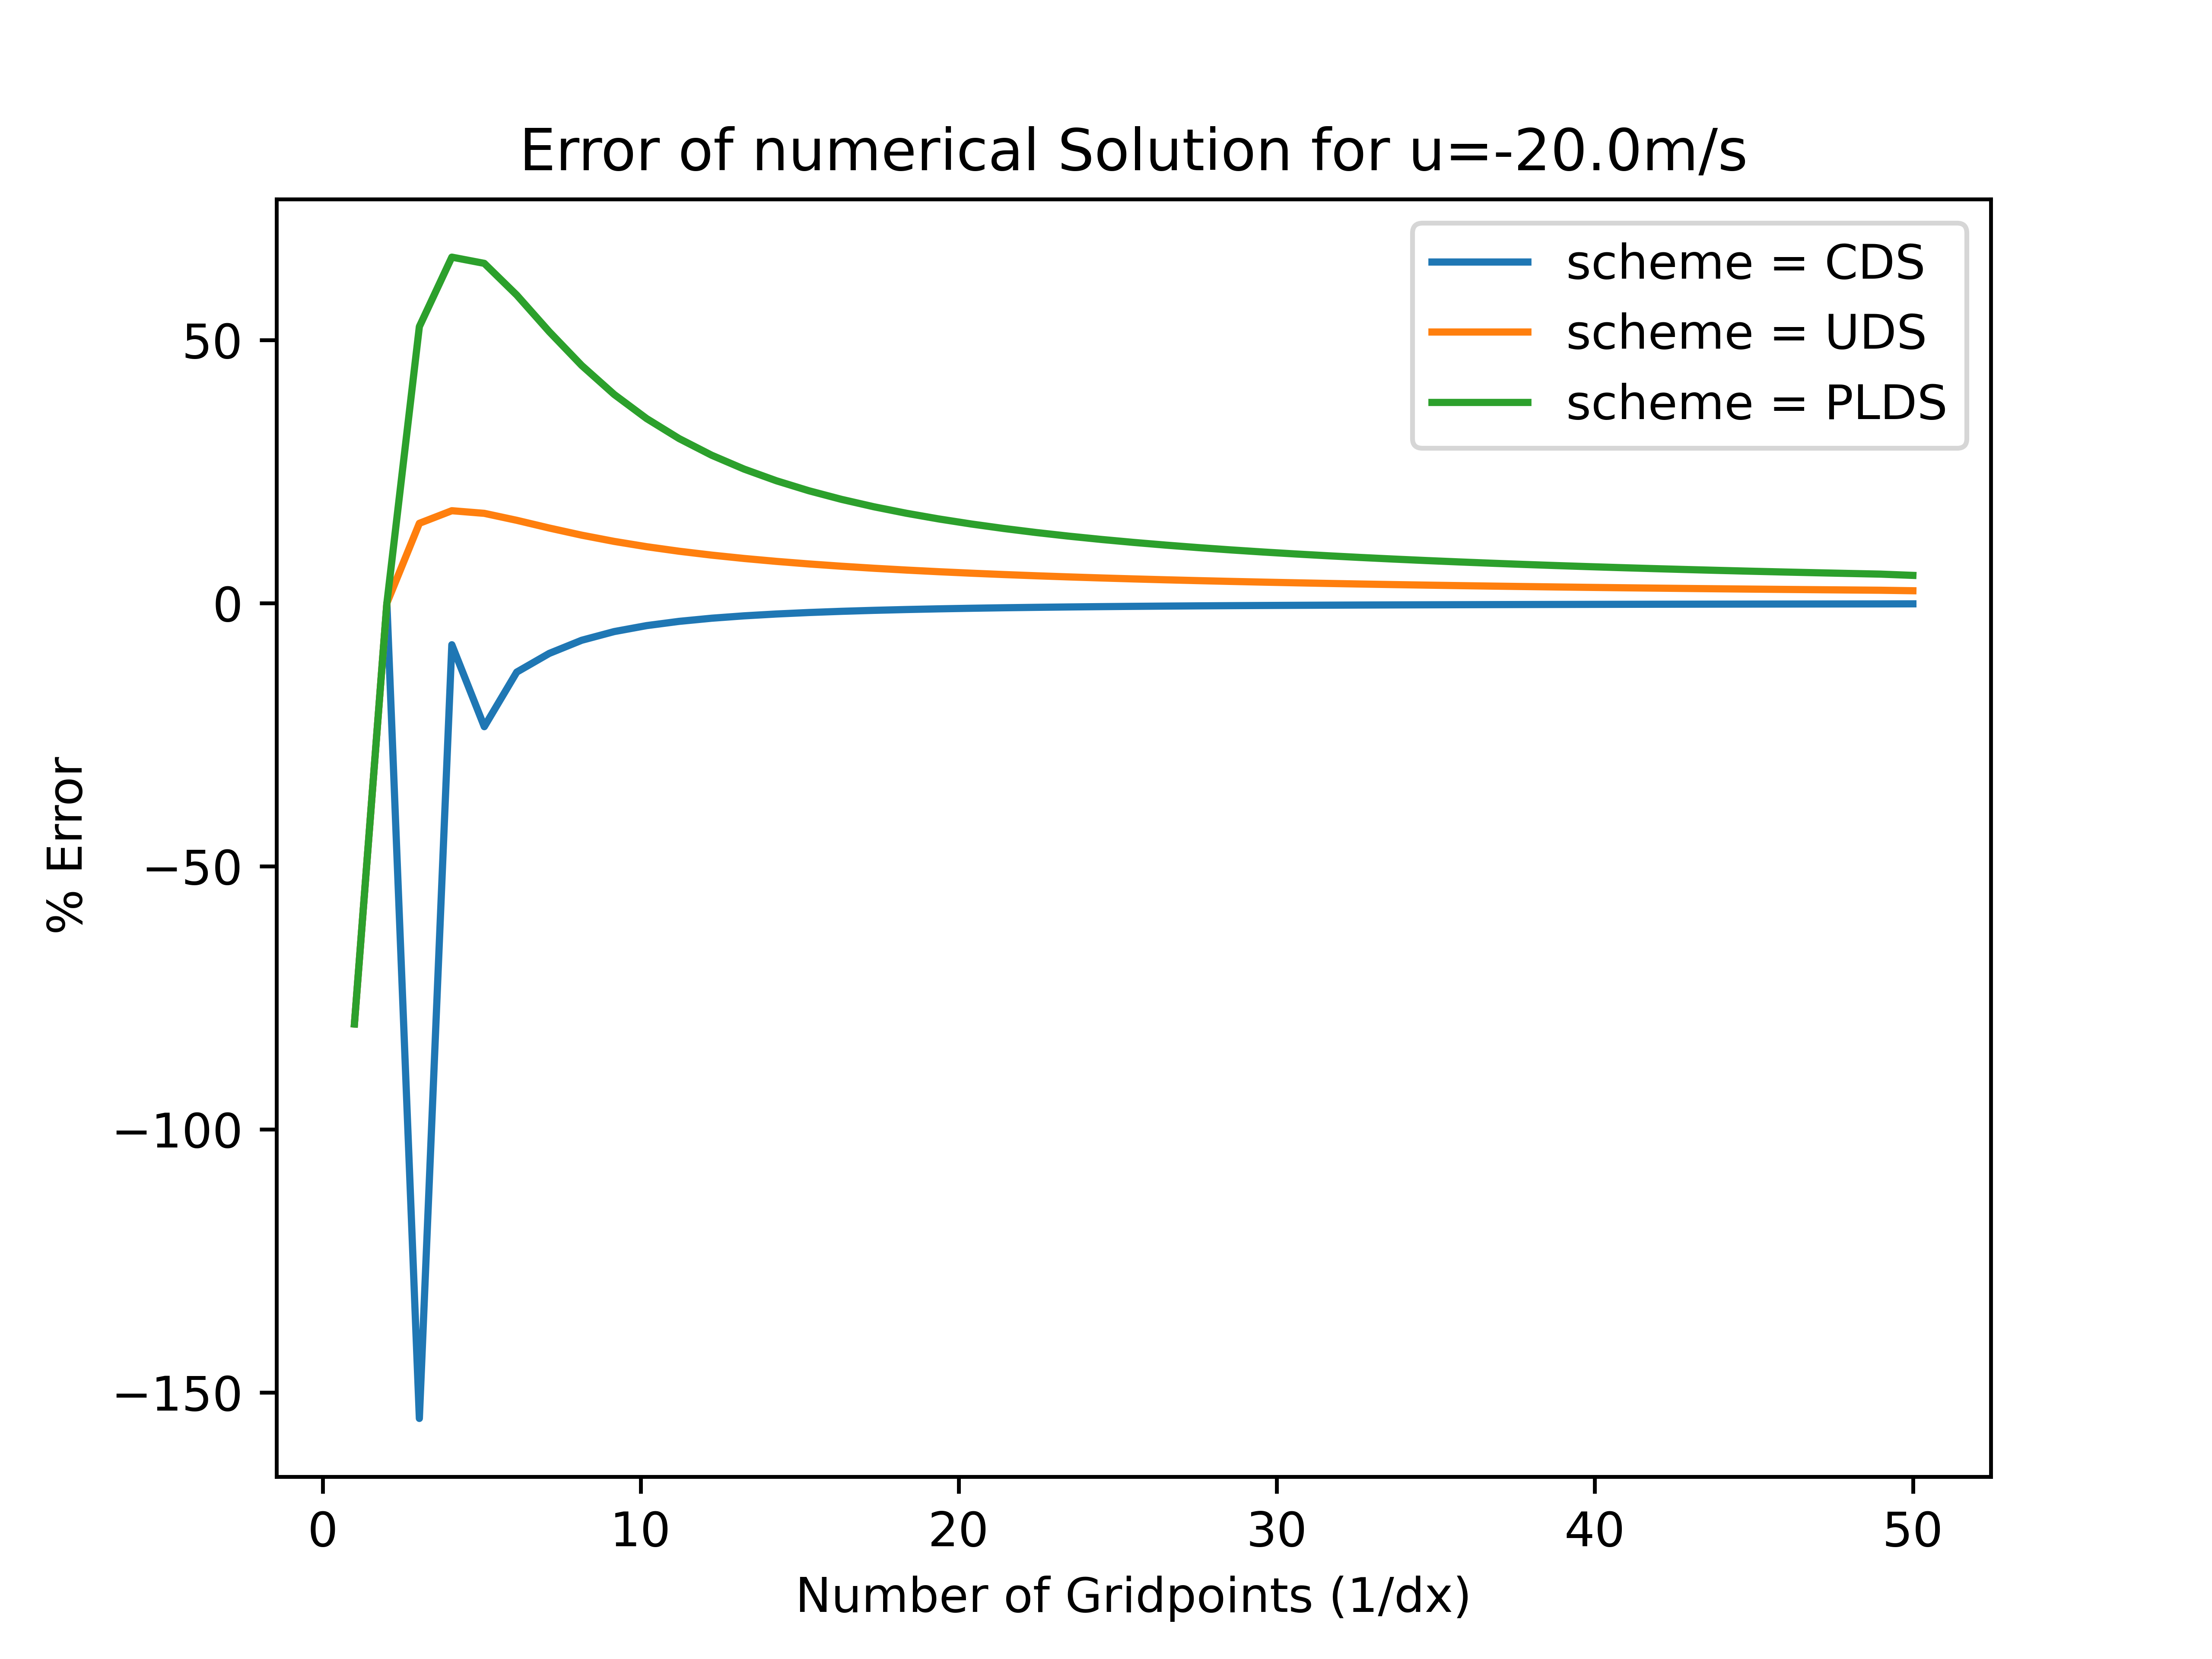 Error of numerical Solution for u=-20.0m/s
scheme = CDS
scheme = UDS
scheme = PLDS
50
0
−50
−100
−150
% Error
0 10 20 30 40 50
Number of Gridpoints (1/dx)